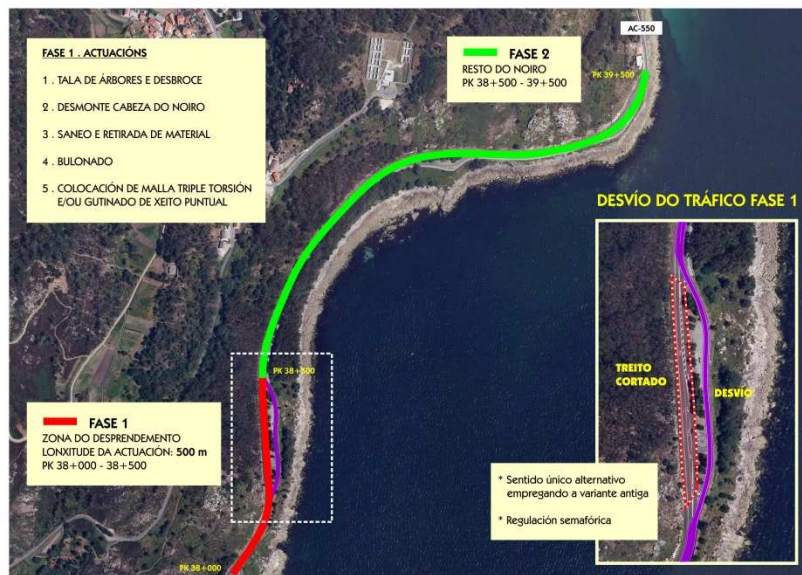 FASE 1 . ACTUACIÓNS
1 . TALA DE ÁRBORES E DESBROCE
2 . DESMONTE CABEZA DO NOIRO
3 . SANEO E RETIRADA DE MATERIAL
4 . BULONADO
5 . COLOCACIÓN DE MALLA TRIPLE TORSIÓN
E/OU GUTINADO DE XEITO PUNTUAL
FASE 2
RESTO DO NOIRO
PK 38+500 - 39+500
AC-550
PK 39+500
DESVÍO DO TRÁFICO FASE 1
TREITO
CORTADO
DESVÍO
PK 38+500
FASE 1
ZONA DO DESPRENDEMENTO
LONXITUDE DA ACTUACIÓN: 500 m
PK 38+000 - 38+500
* Sentido único alternativo
empregando a variante antiga
* Regulación semafórica
PK 38+000